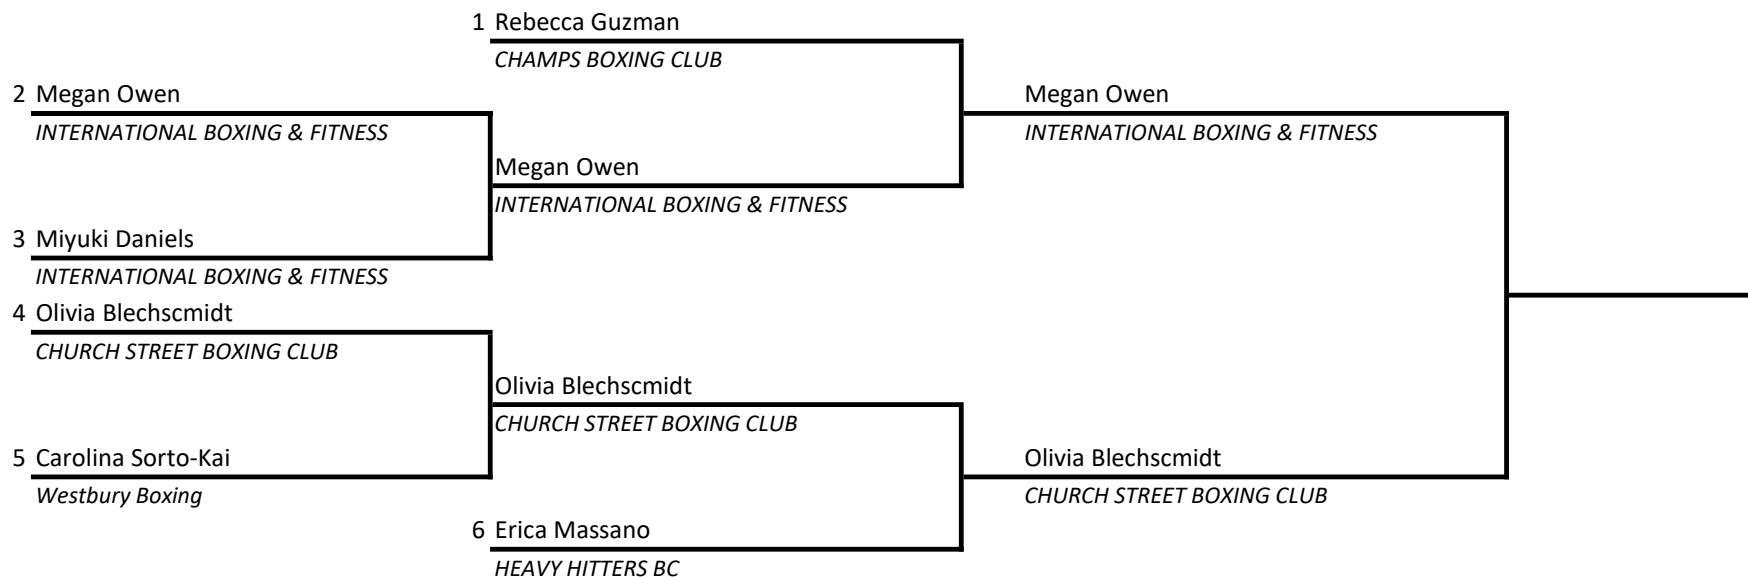 1 Rebecca Guzman
CHAMPS BOXING CLUB
2 Megan Owen
INTERNATIONAL BOXING & FITNESS
Megan Owen
INTERNATIONAL BOXING & FITNESS
Megan Owen
INTERNATIONAL BOXING & FITNESS
3 Miyuki Daniels
INTERNATIONAL BOXING & FITNESS
4 Olivia Blechscmidt
CHURCH STREET BOXING CLUB
Olivia Blechscmidt
CHURCH STREET BOXING CLUB
5 Carolina Sorto-Kai
Westbury Boxing
Olivia Blechscmidt
CHURCH STREET BOXING CLUB
6 Erica Massano
HEAVY HITTERS BC